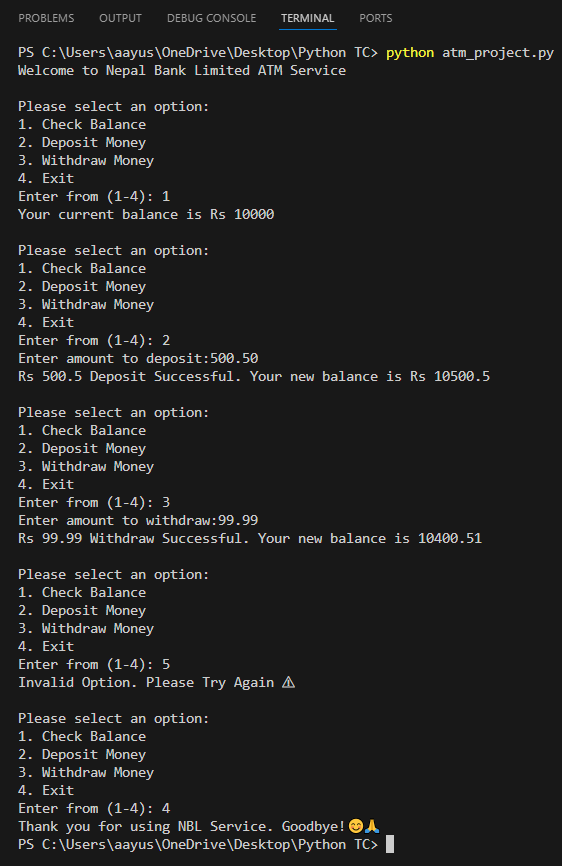 PROBLEMS OUTPUT DEBUG CONSOLE TERMINAL PORTS
PS C:\Users\aayus\OneDrive\Desktop\Python TC> python atm_project.py
Welcome to Nepal Bank Limited ATM Service
Please select an option:
1. Check Balance
2. Deposit Money
3. Withdraw Money
4. Exit
Enter from (1-4): 1
Your current balance is Rs 10000
Please select an option:
1. Check Balance
2. Deposit Money
3. Withdraw Money
4. Exit
Enter from (1-4): 2
Enter amount to deposit:500.50
Rs 500.5 Deposit Successful. Your new balance is Rs 10500.5
Please select an option:
1. Check Balance
2. Deposit Money
3. Withdraw Money
4. Exit
Enter from (1-4): 3
Enter amount to withdraw:99.99
Rs 99.99 Withdraw Successful. Your new balance is 10400.51
Please select an option:
1. Check Balance
2. Deposit Money
3. Withdraw Money
4. Exit
Enter from (1-4): 5
Invalid Option. Please Try Again ⚠
Please select an option:
1. Check Balance
2. Deposit Money
3. Withdraw Money
4. Exit
Enter from (1-4): 4
Thank you for using NBL Service. Goodbye!😊🙏
PS C:\Users\aayus\OneDrive\Desktop\Python TC>